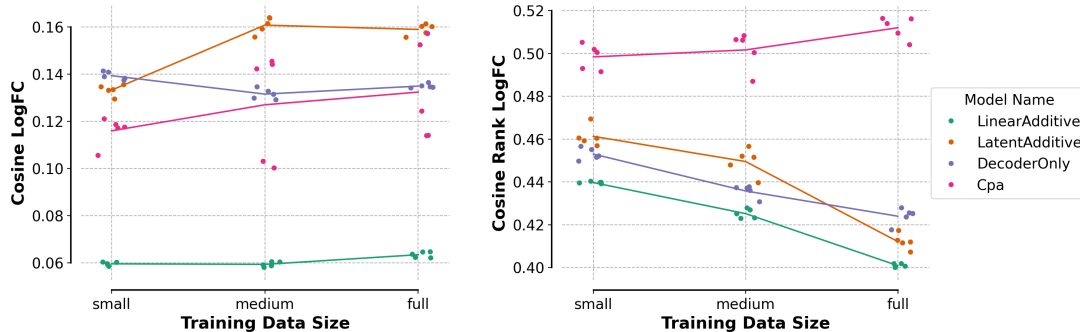 Cosine LogFC
0.16
0.14
0.12
0.10
0.08
0.06
small
medium
full
Training Data Size
Cosine Rank LogFC
0.52
0.50
0.48
0.46
0.44
0.42
0.40
small
medium
full
Training Data Size
Model Name
LinearAdditive
LatentAdditive
DecoderOnly
Cpa